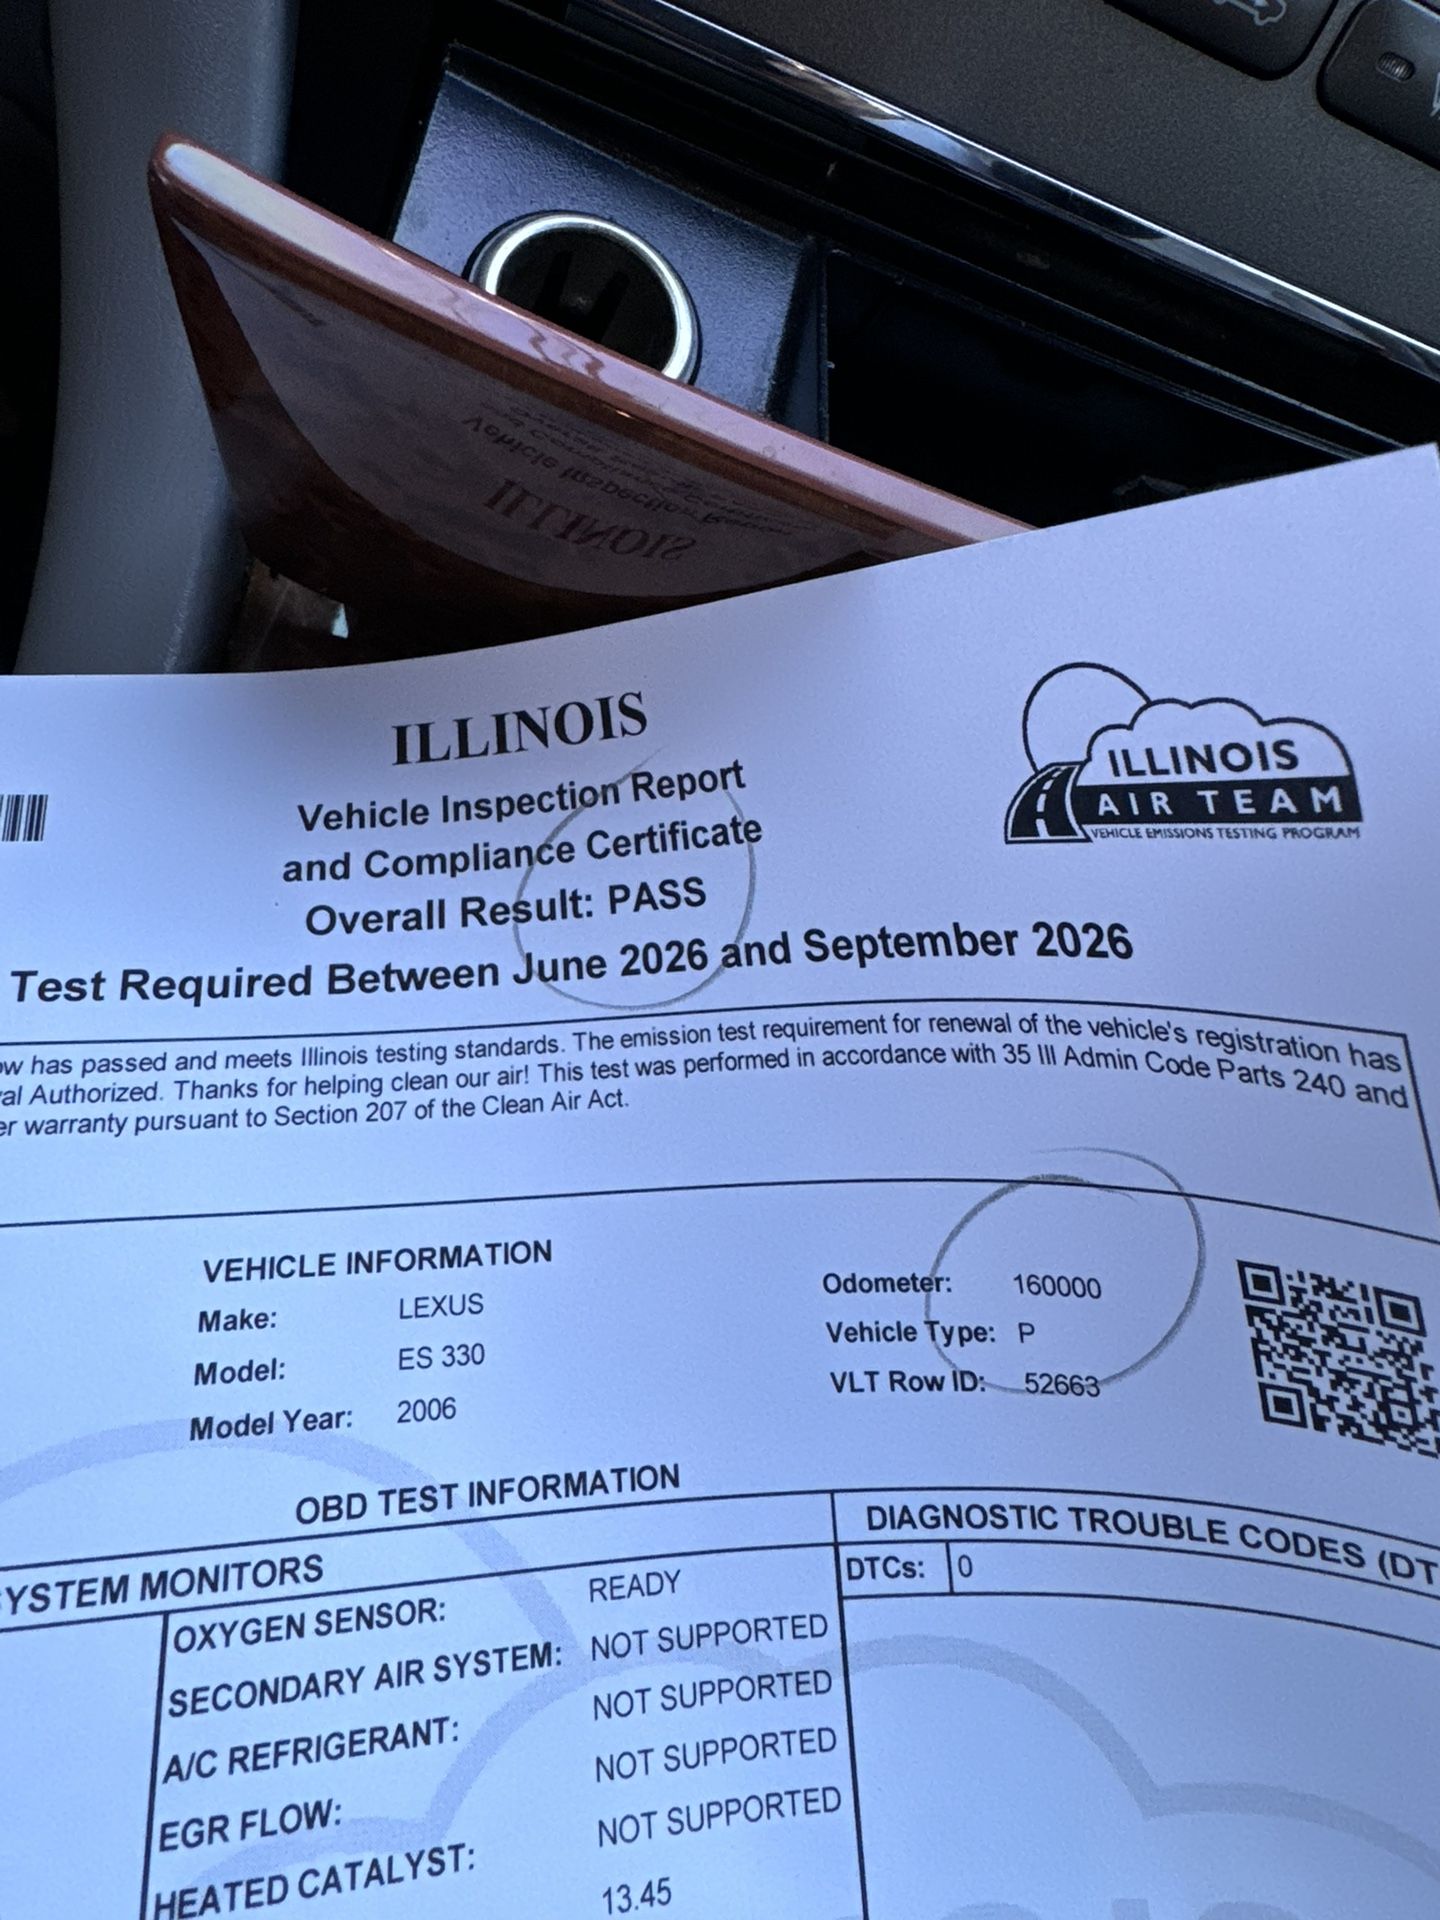 ILLINOIS
Vehicle Inspection Report
and Compliance Certificate
Overall Result: PASS
Test Required Between June 2026 and September 2026
ILLINOIS
AIR TEAM
VEHICLE EMISSIONS TESTING PROGRAM
has passed and meets Illinois testing standards. The emission test requirement for renewal of the vehicle's registration has
Authorized. Thanks for helping clean our air! This test was performed in accordance with 35 Ill Admin Code Parts 240 and
warranty pursuant to Section 207 of the Clean Air Act.
VEHICLE INFORMATION
Make: LEXUS
Model: ES 330
Model Year: 2006
Odometer: 160000
Vehicle Type: P
VLT Row ID: 52663
OBD TEST INFORMATION
YSTEM MONITORS
OXYGEN SENSOR: READY
SECONDARY AIR SYSTEM: NOT SUPPORTED
A/C REFRIGERANT: NOT SUPPORTED
EGR FLOW: NOT SUPPORTED
HEATED CATALYST: NOT SUPPORTED
13.45
DIAGNOSTIC TROUBLE CODES (DT
DTCs: 0